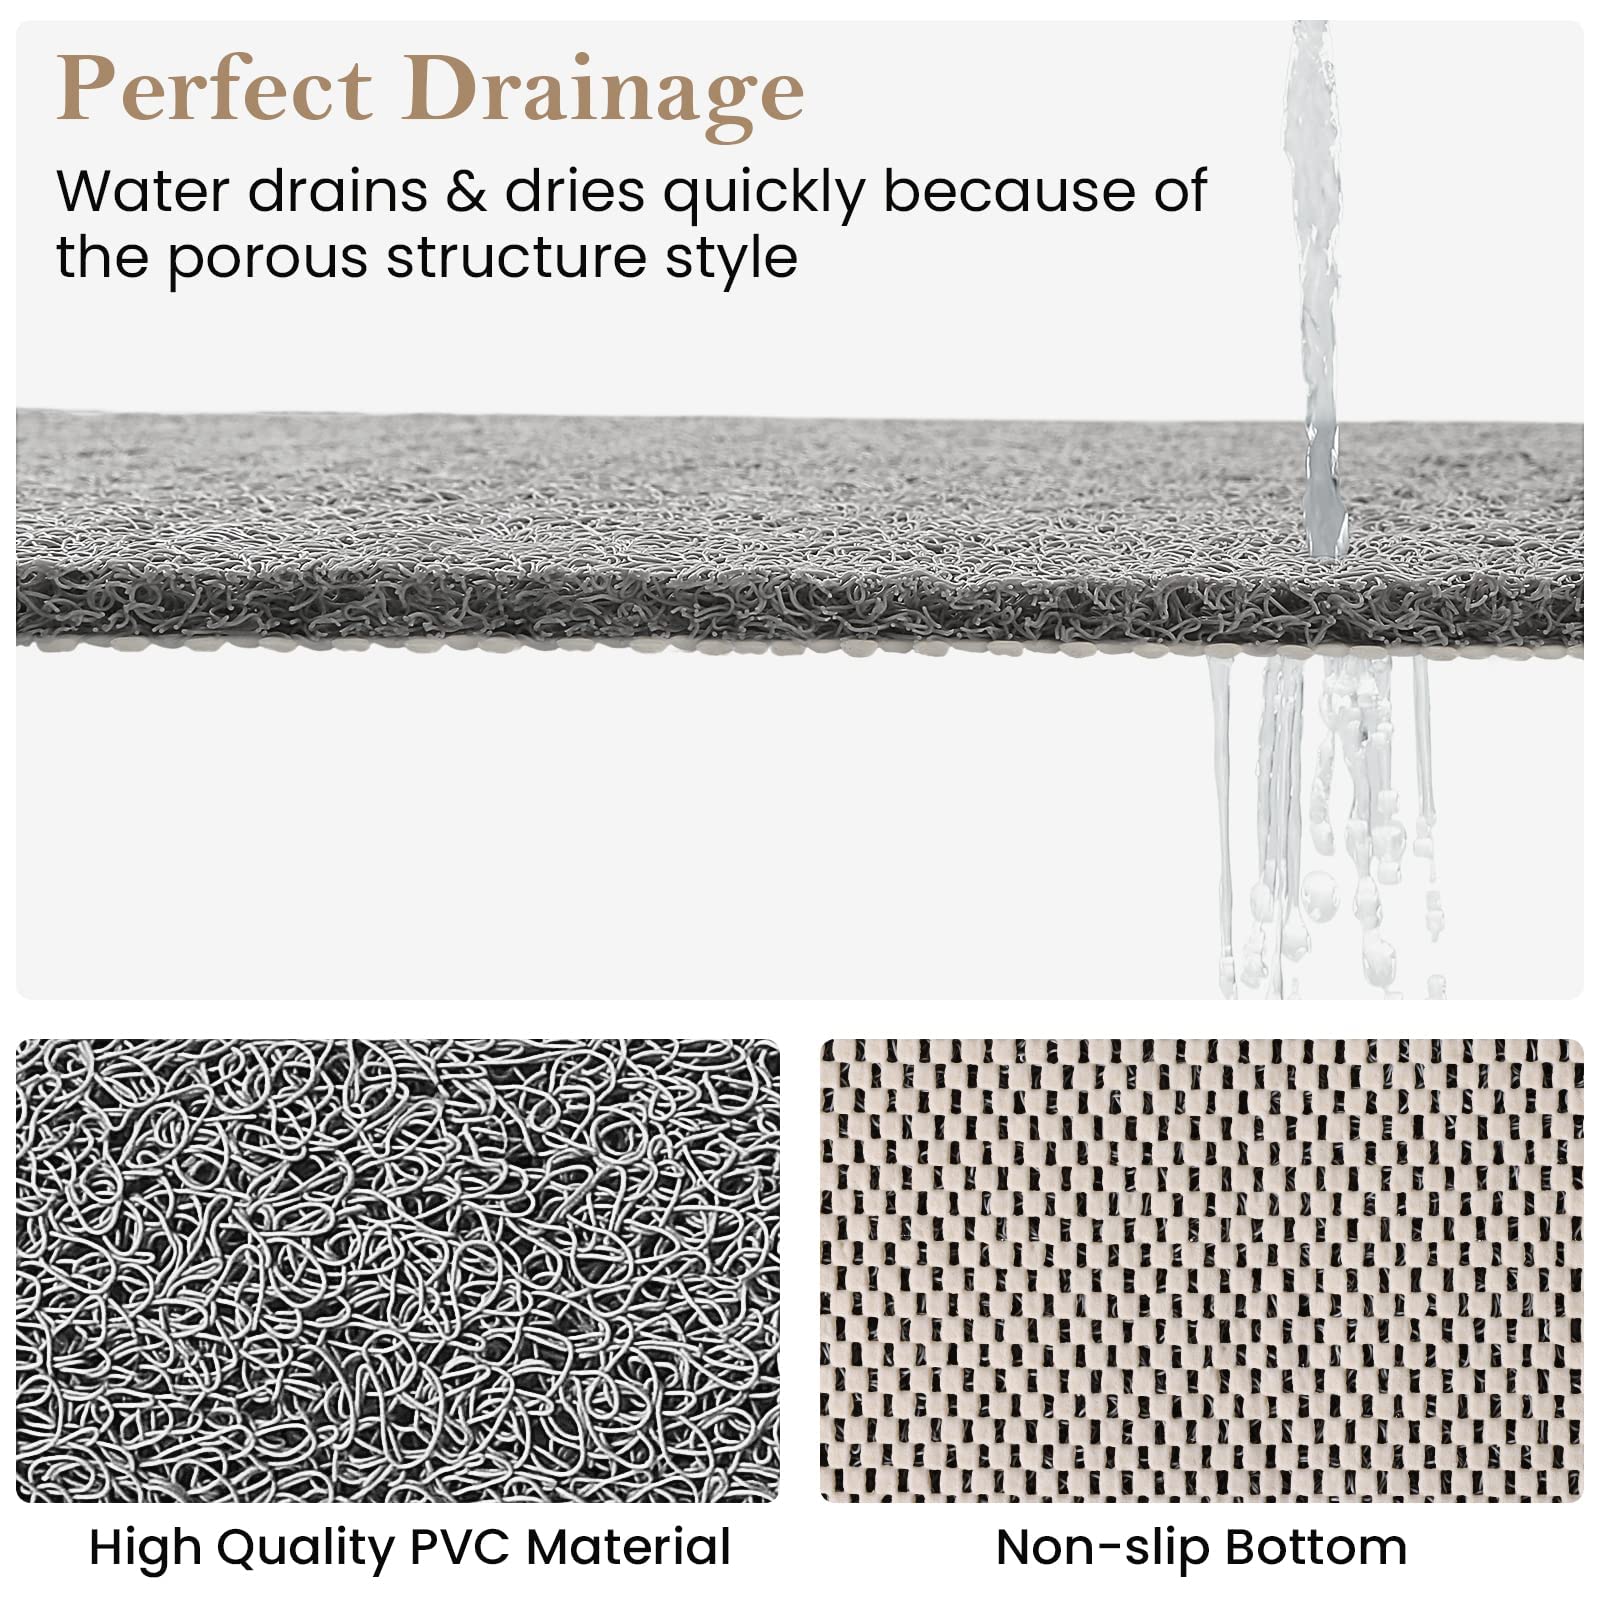 Perfect Drainage
Water drains & dries quickly because of
the porous structure style
High Quality PVC Material
Non-slip Bottom